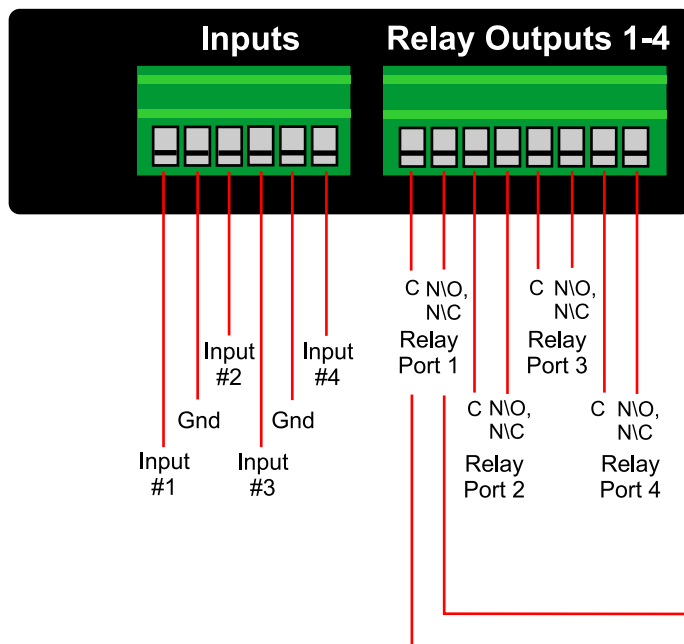 Inputs
Relay Outputs 1-4
C N\O,
N\C
Relay
Port 1
C N\O,
N\C
Relay
Port 3
Input
#2
Input
#4
Gnd
Gnd
Input
#1
Input
#3
C N\O,
N\C
Relay
Port 2
C N\O,
N\C
Relay
Port 4